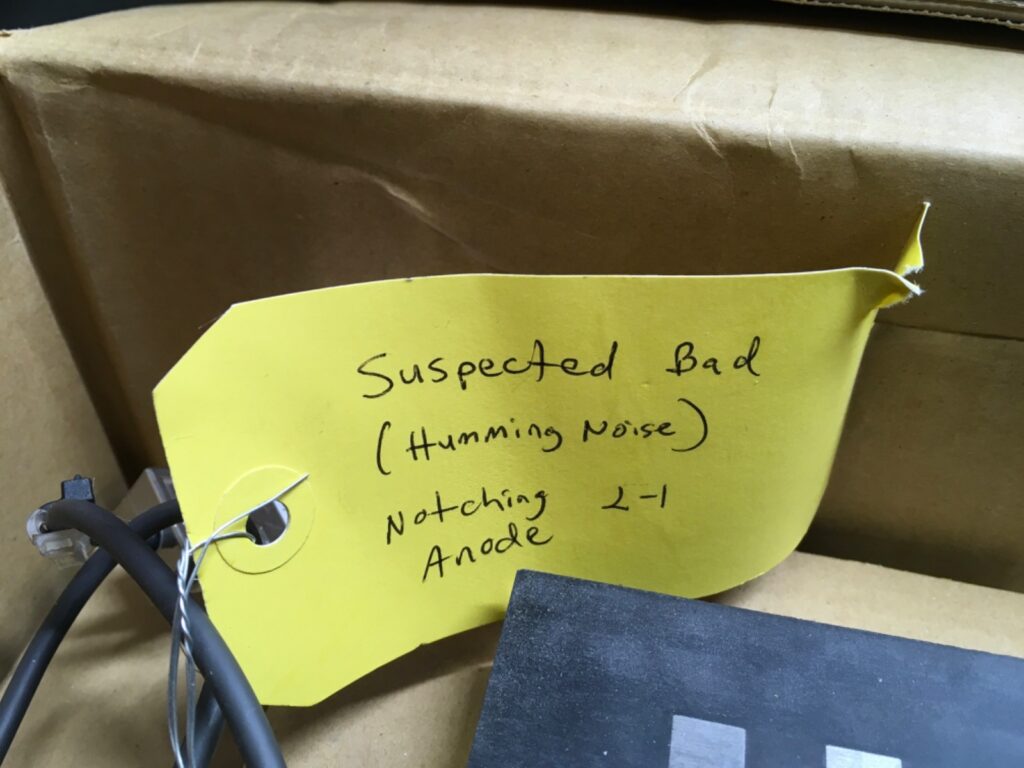 Suspected Bad
(Humming Noise)
Notching 2-1
Anode